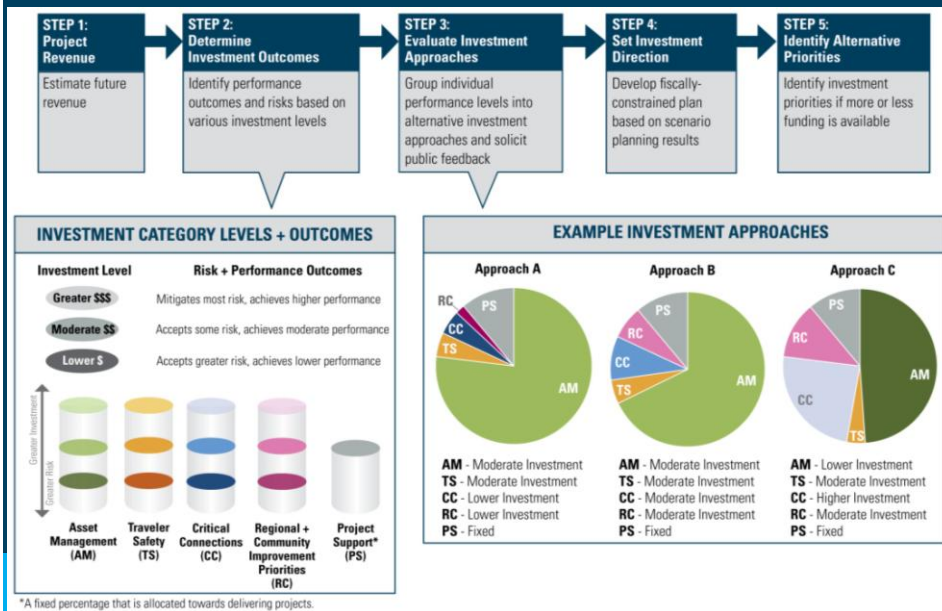 STEP 1:
Project
Revenue
Estimate future
revenue
STEP 2:
Determine
Investment Outcomes
Identify performance
outcomes and risks based on
various investment levels
STEP 3:
Evaluate Investment
Approaches
Group individual
performance levels into
alternative investment
approaches and solicit
public feedback
STEP 4:
Set Investment
Direction
Develop fiscally-
constrained plan
based on scenario
planning results
STEP 5:
Identify Alternative
Priorities
Identify investment
priorities if more or less
funding is available
INVESTMENT CATEGORY LEVELS + OUTCOMES
Investment Level
Risk + Performance Outcomes
Greater $$$
Mitigates most risk, achieves higher performance
Moderate $$
Accepts some risk, achieves moderate performance
Lower $
Accepts greater risk, achieves lower performance
Greater Investment
Greater Risk
Asset
Management
(AM)
Traveler
Safety
(TS)
Critical
Connections
(CC)
Regional +
Community
Improvement
Priorities
(RC)
Project
Support*
(PS)
*A fixed percentage that is allocated towards delivering projects.
EXAMPLE INVESTMENT APPROACHES
Approach A
RC
PS
CC
TS
AM
AM - Moderate Investment
TS - Moderate Investment
CC - Lower Investment
RC - Lower Investment
PS - Fixed
Approach B
PS
RC
CC
TS
AM
AM - Moderate Investment
TS - Moderate Investment
CC - Moderate Investment
RC - Moderate Investment
PS - Fixed
Approach C
PS
RC
CC
TS
AM
AM - Lower Investment
TS - Moderate Investment
CC - Higher Investment
RC - Moderate Investment
PS - Fixed